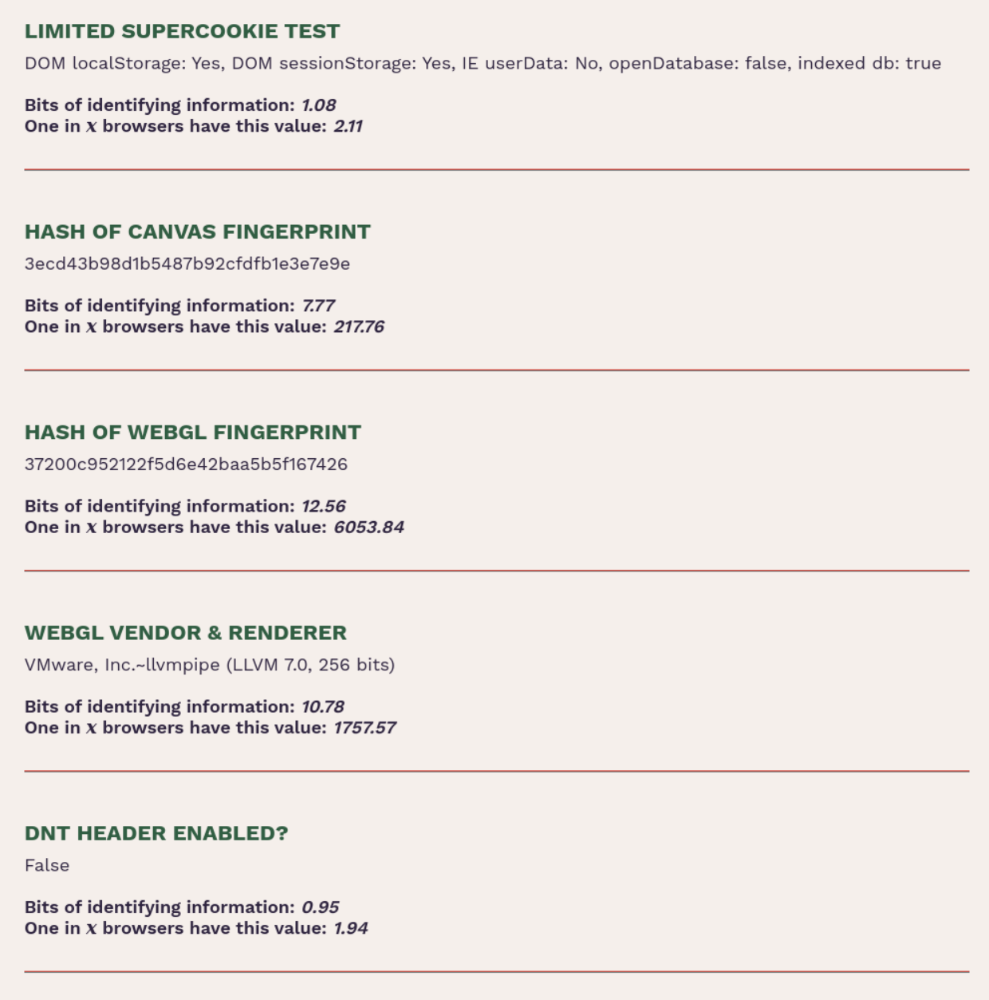 LIMITED SUPERCOOKIE TEST
DOM localStorage: Yes, DOM sessionStorage: Yes, IE userData: No, openDatabase: false, indexed db: true
Bits of identifying information: 1.08
One in x browsers have this value: 2.11
HASH OF CANVAS FINGERPRINT
3ecd43b98d1b5487b92cfdfb1e3e7e9e
Bits of identifying information: 7.77
One in x browsers have this value: 217.76
HASH OF WEBGL FINGERPRINT
37200c952122f5d6e42baa5b5f167426
Bits of identifying information: 12.56
One in x browsers have this value: 6053.84
WEBGL VENDOR & RENDERER
VMware, Inc.~llvmpipe (LLVM 7.0, 256 bits)
Bits of identifying information: 10.78
One in x browsers have this value: 1757.57
DNT HEADER ENABLED?
False
Bits of identifying information: 0.95
One in x browsers have this value: 1.94